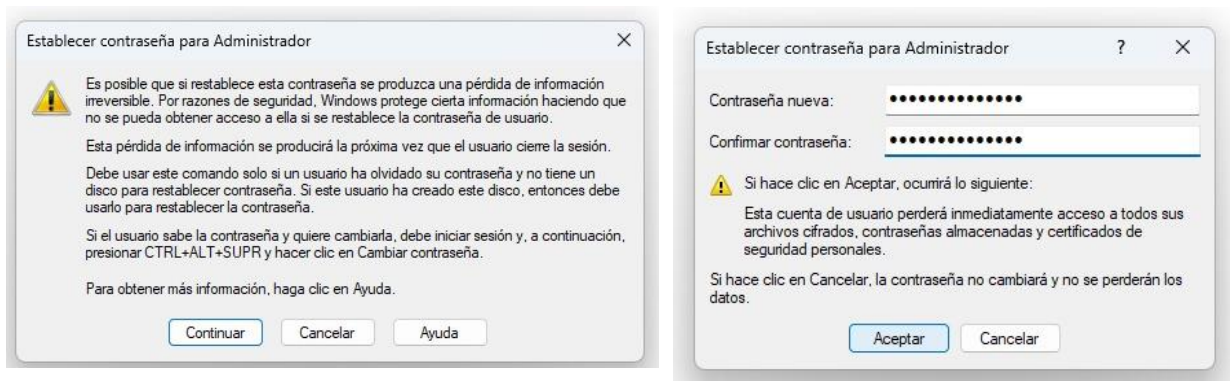 Establecer contraseña para Administrador
Es posible que si restablece esta contraseña se produzca una pérdida de información
irreversible. Por razones de seguridad, Windows protege cierta información haciendo que
no se pueda obtener acceso a ella si se restablece la contraseña de usuario.
Esta pérdida de información se producirá la próxima vez que el usuario cierre la sesión.
Debe usar este comando solo si un usuario ha olvidado su contraseña y no tiene un
disco para restablecer contraseña. Si este usuario ha creado este disco, entonces debe
usarlo para restablecer la contraseña.
Si el usuario sabe la contraseña y quiere cambiarla, debe iniciar sesión y, a continuación,
presionar CTRL+ALT+SUPR y hacer clic en Cambiar contraseña.
Para obtener más información, haga clic en Ayuda.
Continuar Cancelar Ayuda
Establecer contraseña para Administrador ?
Contraseña nueva: ••••••••••••••
Confirmar contraseña: ••••••••••••••
Si hace clic en Aceptar, ocurrirá lo siguiente:
Esta cuenta de usuario perderá inmediatamente acceso a todos sus
archivos cifrados, contraseñas almacenadas y certificados de
seguridad personales.
Si hace clic en Cancelar, la contraseña no cambiará y no se perderán los
datos.
Aceptar Cancelar